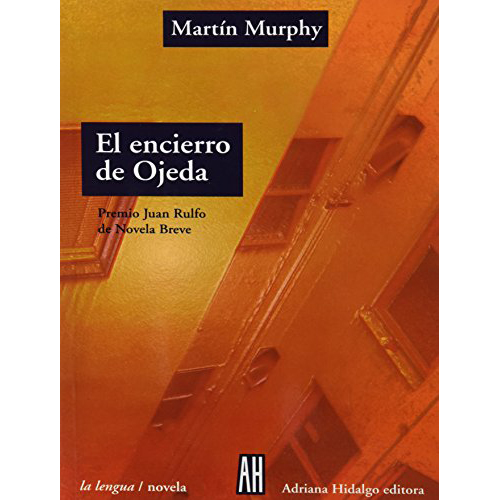 Martín Murphy
El encierro
de Ojeda
Premio Juan Rulfo
de Novela Breve
la lengua / novela
AH
Adriana Hidalgo editora